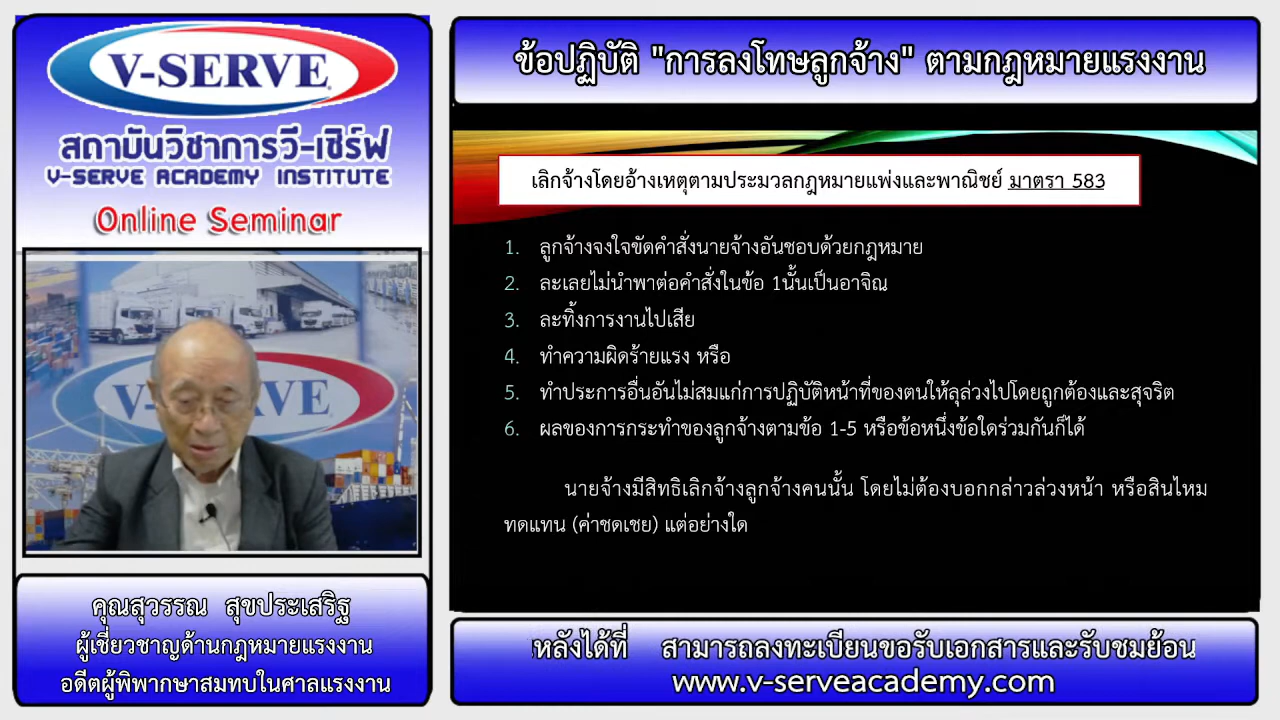 V-SERVE
สถาบันวิชาการวี-เซิร์ฟ
V-SERVE ACADEMY INSTITUTE
Online Seminar
V-SERVE
คุณสุวรรณ สุขประเสริฐ
ผู้เชี่ยวชาญด้านกฎหมายแรงงาน
อดีตผู้พิพากษาสมทบในศาลแรงงาน
ข้อปฏิบัติ "การลงโทษลูกจ้าง" ตามกฎหมายแรงงาน
เลิกจ้างโดยอ้างเหตุตามประมวลกฎหมายแพ่งและพาณิชย์ มาตรา 583
1. ลูกจ้างจงใจขัดคำสั่งนายจ้างอันชอบด้วยกฎหมาย
2. ละเลยไม่นำพาต่อคำสั่งในข้อ 1นั้นเป็นอาจิณ
3. ละทิ้งการงานไปเสีย
4. ทำความผิดร้ายแรง หรือ
5. ทำประการอื่นอันไม่สมแก่การปฏิบัติหน้าที่ของตนให้ลุล่วงไปโดยถูกต้องและสุจริต
6. ผลของการกระทำของลูกจ้างตามข้อ 1-5 หรือข้อหนึ่งข้อใดร่วมกันก็ได้
นายจ้างมีสิทธิเลิกจ้างลูกจ้างคนนั้น โดยไม่ต้องบอกกล่าวล่วงหน้า หรือสินไหม
ทดแทน (ค่าชดเชย) แต่อย่างใด
หลังได้ที่ สามารถลงทะเบียนขอรับเอกสารและรับชมย้อน
www.v-serveacademy.com